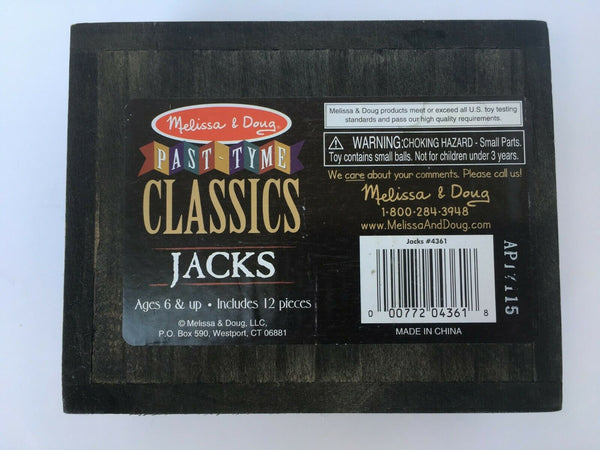 Melissa & Doug
PAST-TYME
CLASSICS
JACKS
Ages 6 & up • Includes 12 pieces
© Melissa & Doug, LLC,
P.O. Box 590, Westport, CT 06881
Melissa & Doug products meet or exceed all U.S. toy testing
standards and pass our high quality requirements.
WARNING: CHOKING HAZARD - Small Parts.
Toy contains small balls. Not for children under 3 years.
We care about your comments. Please call us!
Melissa & Doug
1-800-284-3948
www.MelissaAndDoug.com
Jacks #4361
0 00772 04361 8
MADE IN CHINA